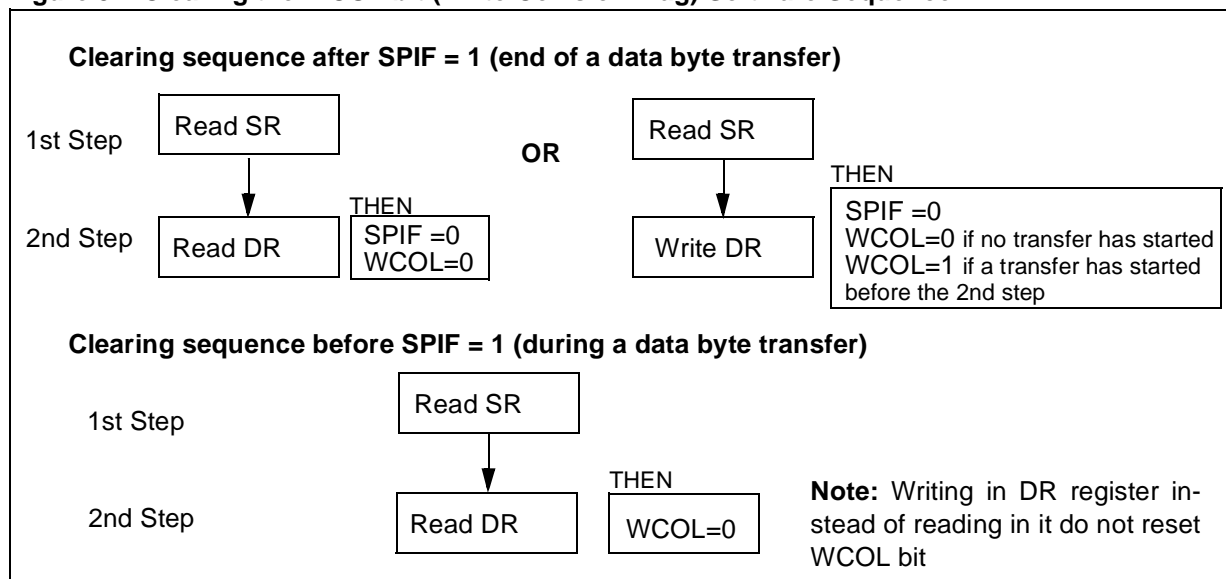 Clearing sequence after SPIF = 1 (end of a data byte transfer)
1st Step
Read SR
OR
Read SR
THEN
THEN
2nd Step
Read DR
SPIF =0
WCOL=0
Write DR
SPIF =0
WCOL=0 if no transfer has started
WCOL=1 if a transfer has started
before the 2nd step
Clearing sequence before SPIF = 1 (during a data byte transfer)
1st Step
Read SR
THEN
2nd Step
Read DR
WCOL=0
Note: Writing in DR register in-
stead of reading in it do not reset
WCOL bit